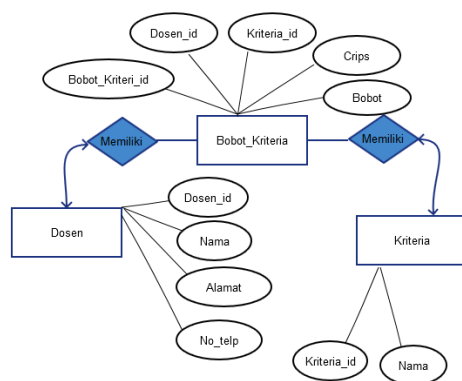 Dosen_id
Kriteria_id
Crips
Bobot_Kriteri_id
Bobot
Memiliki
Bobot_Kriteria
Memiliki
Dosen_id
Dosen
Nama
Kriteria
Alamat
No_telp
Kriteria_id
Nama